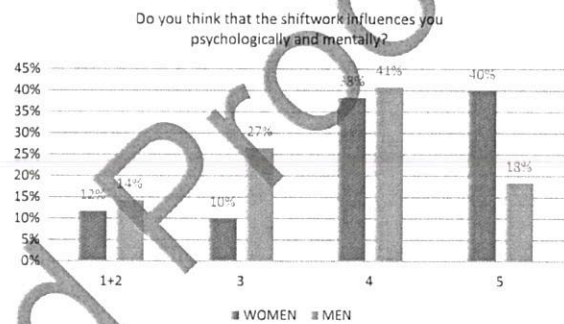 Do you think that the shiftwork influences you
psychologically and mentally?
45%
40%
35%
30%
25%
20%
15%
10%
5%
0%
12% 14% 10% 27% 38% 41% 40% 18%
1+2 3 4 5
WOMEN MEN